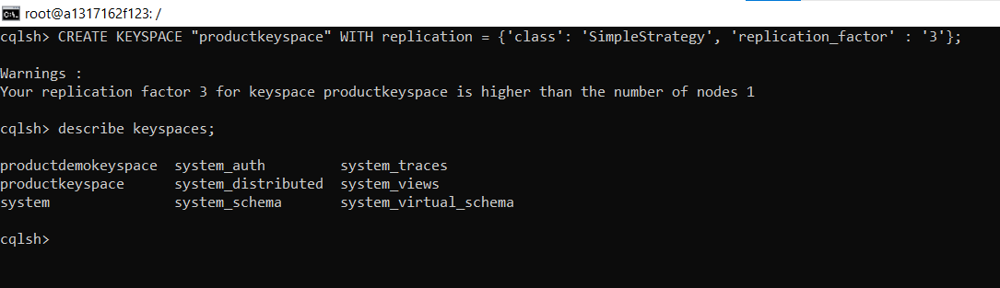 root@a1317162f123: /
cqlsh> CREATE KEYSPACE "productkeyspace" WITH replication = {'class': 'SimpleStrategy', 'replication_factor' : '3'};
Warnings :
Your replication factor 3 for keyspace productkeyspace is higher than the number of nodes 1
cqlsh> describe keyspaces;
productdemokeyspace  system_auth         system_traces
productkeyspace      system_distributed  system_views
system               system_schema       system_virtual_schema
cqlsh>